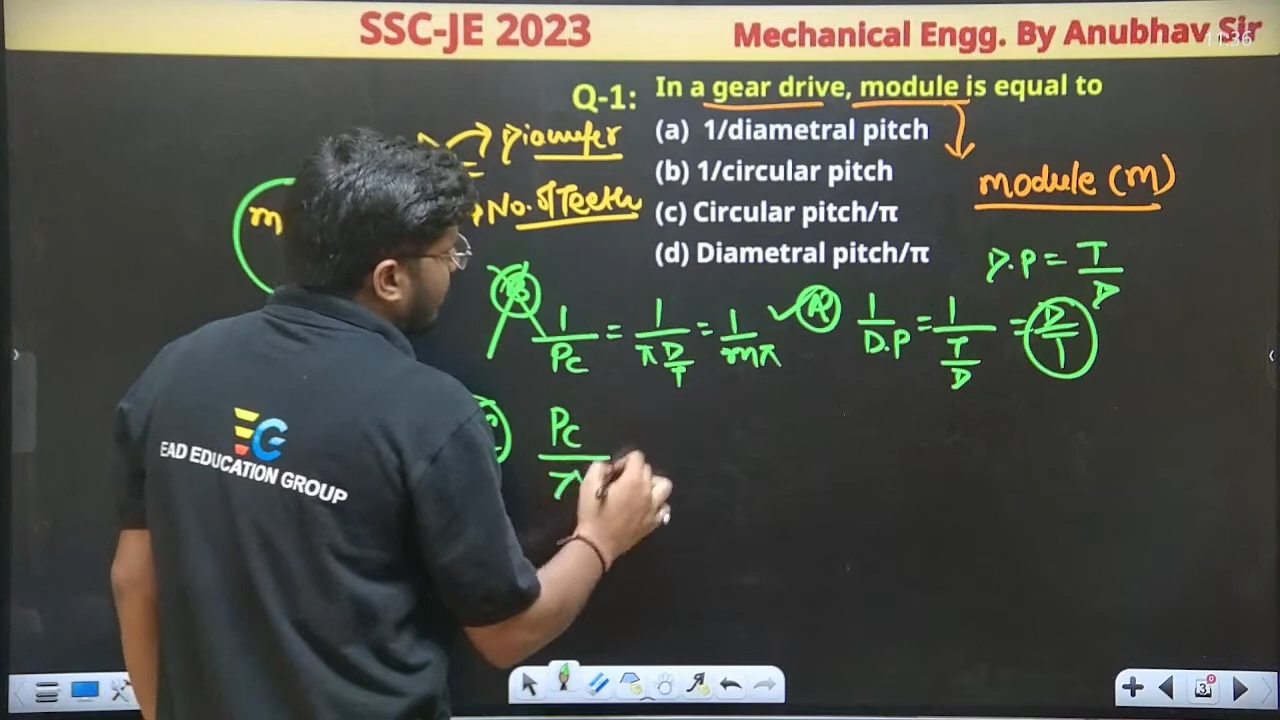 SSC-JE 2023
Mechanical Engg. By Anubhav Sir
11:36
Q-1: In a gear drive, module is equal to
(a) 1/diametral pitch
(b) 1/circular pitch
(c) Circular pitch/π
(d) Diametral pitch/π
Diameter
No. of Teeth
m
module (m)
D.P = T/D
B 1/Pc = 1/(π D/T) = 1/mπ
A 1/D.P = 1/(T/D) = D/T
C Pc/π
EAD EDUCATION GROUP